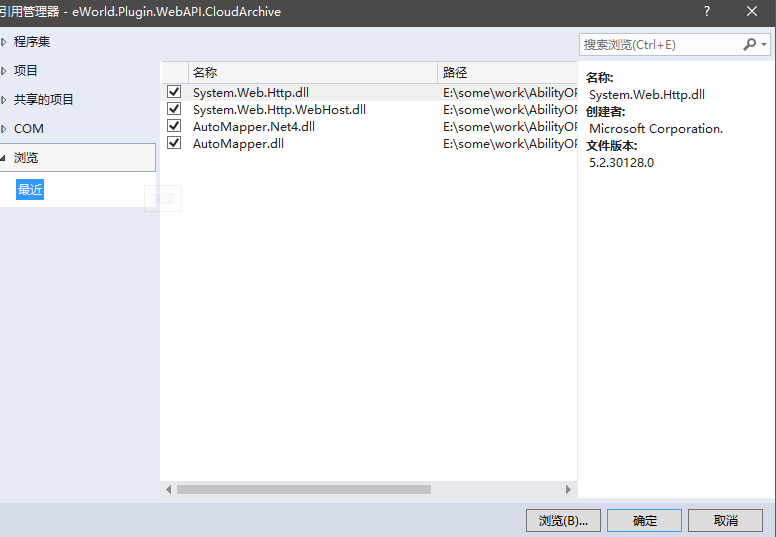 引用管理器 - eWorld.Plugin.WebAPI.CloudArchive
?
程序集
项目
共享的项目
COM
浏览
最近
名称
路径
System.Web.Http.dll
E:\some\work\AbilityOF
System.Web.Http.WebHost.dll
E:\some\work\AbilityOF
AutoMapper.Net4.dll
E:\some\work\AbilityOF
AutoMapper.dll
E:\some\work\AbilityOF
搜索浏览(Ctrl+E)
名称:
System.Web.Http.dll
创建者:
Microsoft Corporation.
文件版本:
5.2.30128.0
浏览
浏览(B)...
确定
取消